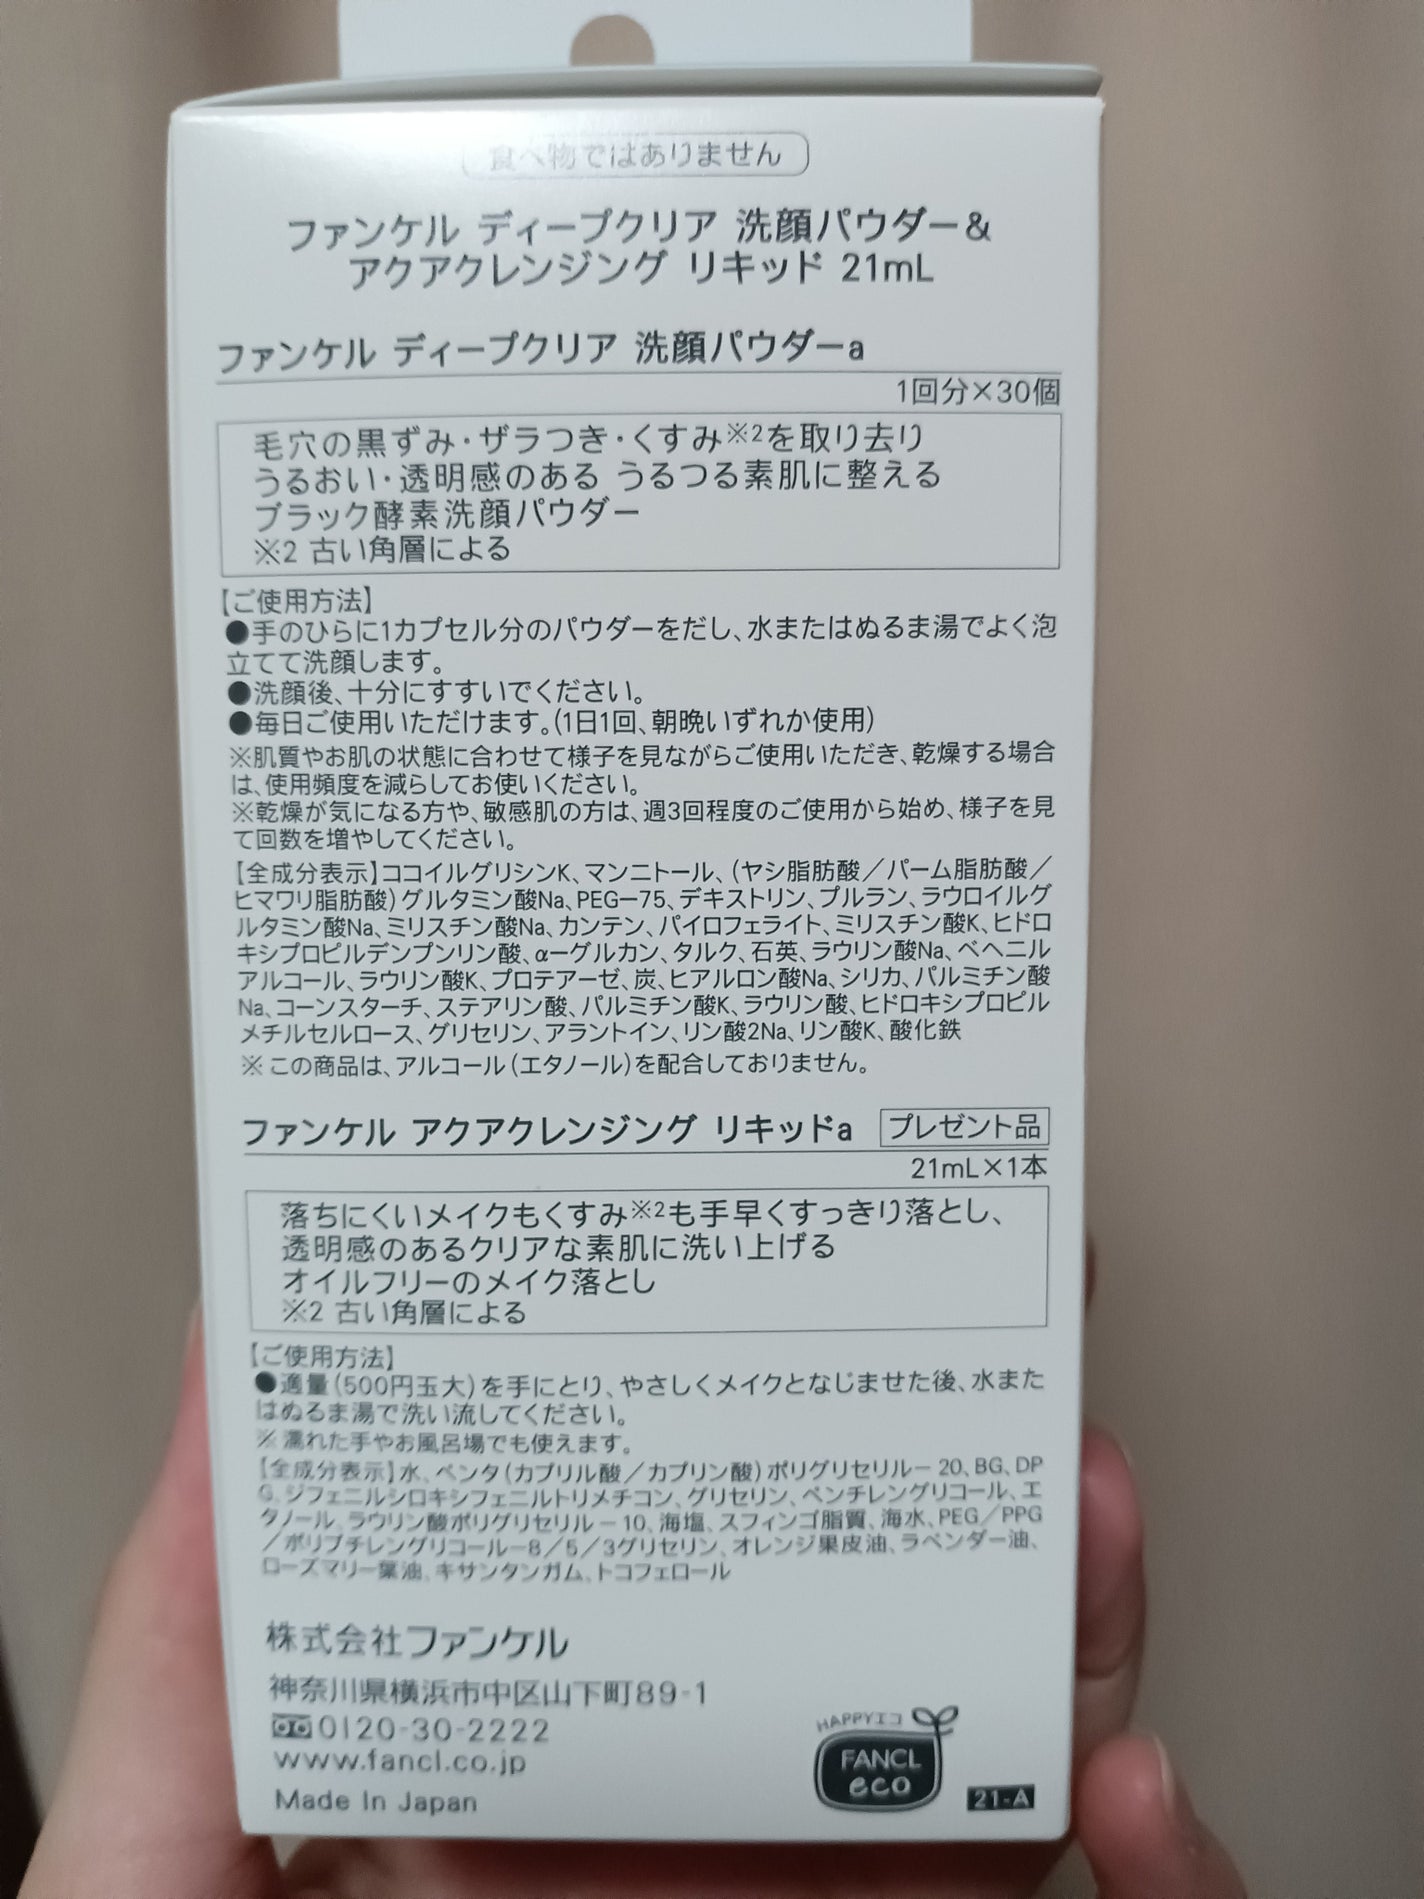 食べ物ではありません
ファンケル ディープクリア 洗顔パウダー&
アクアクレンジング リキッド 21mL
ファンケル ディープクリア 洗顔パウダーa
1回分×30個
毛穴の黒ずみ・ザラつき・くすみ※2を取り去り
うるおい・透明感のある うるつる素肌に整える
ブラック酵素洗顔パウダー
※2 古い角層による
【ご使用方法】
●手のひらに1カプセル分のパウダーをだし、水またはぬるま湯でよく泡
立てて洗顔します。
●洗顔後、十分にすすいでください。
●毎日ご使用いただけます。(1日1回、朝晩いずれか使用)
※肌質やお肌の状態に合わせて様子を見ながらご使用いただき、乾燥する場合
は、使用頻度を減らしてお使いください。
※乾燥が気になる方や、敏感肌の方は、週3回程度のご使用から始め、様子を見
て回数を増やしてください。
【全成分表示】ココイルグリシンK、マンニトール、(ヤシ脂肪酸/パーム脂肪酸/
ヒマワリ脂肪酸)グルタミン酸Na、PEG-75、デキストリン、プルラン、ラウロイルグ
ルタミン酸Na、ミリスチン酸Na、カンテン、パイロフェライト、ミリスチン酸K、ヒドロ
キシプロピルデンプンリン酸、α-グルカン、タルク、石英、ラウリン酸Na、ベヘニル
アルコール、ラウリン酸K、プロテアーゼ、炭、ヒアルロン酸Na、シリカ、パルミチン酸
Na、コーンスターチ、ステアリン酸、パルミチン酸K、ラウリン酸、ヒドロキシプロピル
メチルセルロース、グリセリン、アラントイン、リン酸2Na、リン酸K、酸化鉄
※この商品は、アルコール(エタノール)を配合しておりません。
ファンケル アクアクレンジング リキッドa プレゼント品
21mL×1本
落ちにくいメイクもくすみ※2も手早くすっきり落とし、
透明感のあるクリアな素肌に洗い上げる
オイルフリーのメイク落とし
※2 古い角層による
【ご使用方法】
●適量(500円玉大)を手にとり、やさしくメイクとなじませた後、水また
はぬるま湯で洗い流してください。
※濡れた手やお風呂場でも使えます。
【全成分表示】水、ペンタ(カプリル酸/カプリン酸)ポリグリセリル-20、BG、DP
G、ジフェニルシロキシフェニルトリメチコン、グリセリン、ペンチレングリコール、エ
タノール、ラウリン酸ポリグリセリル-10、海塩、スフィンゴ脂質、海水、PEG/PPG
/ポリブチレングリコール-8/5/3グリセリン、オレンジ果皮油、ラベンダー油、
ローズマリー葉油、キサンタンガム、トコフェロール
株式会社ファンケル
神奈川県横浜市中区山下町89-1
0120-30-2222
www.fancl.co.jp
Made In Japan
HAPPYエコ
FANCL
eco
21-A